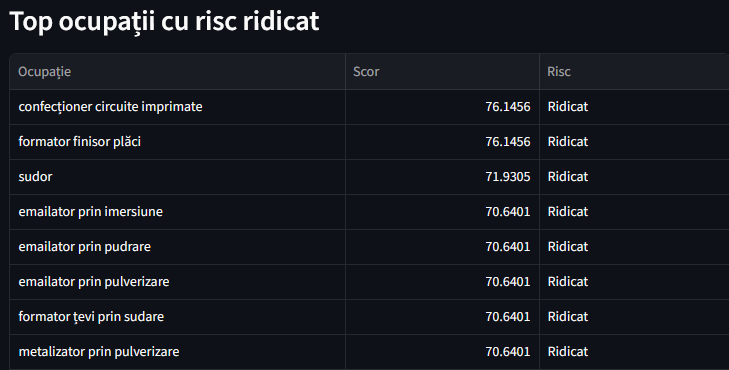 Top ocupații cu risc ridicat
Ocupație Scor Risc
confecționer circuite imprimate 76.1456 Ridicat
formator finisor plăci 76.1456 Ridicat
sudor 71.9305 Ridicat
emailator prin imersiune 70.6401 Ridicat
emailator prin pudrare 70.6401 Ridicat
emailator prin pulverizare 70.6401 Ridicat
formator țevi prin sudare 70.6401 Ridicat
metalizator prin pulverizare 70.6401 Ridicat